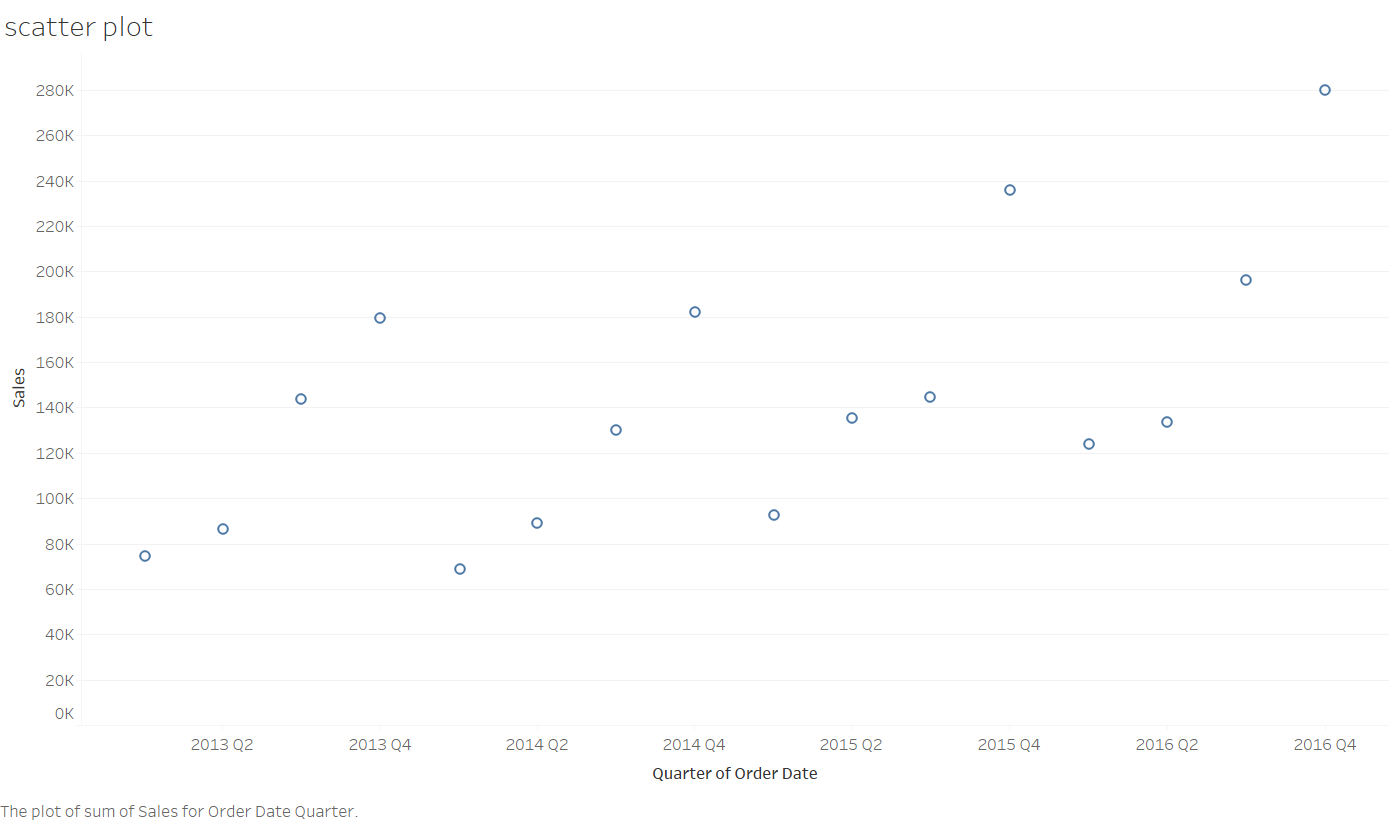 scatter plot
280K
260K
240K
220K
200K
180K
160K
140K
120K
100K
80K
60K
40K
20K
0K
Sales
2013 Q2 2013 Q4 2014 Q2 2014 Q4 2015 Q2 2015 Q4 2016 Q2 2016 Q4
Quarter of Order Date
The plot of sum of Sales for Order Date Quarter.